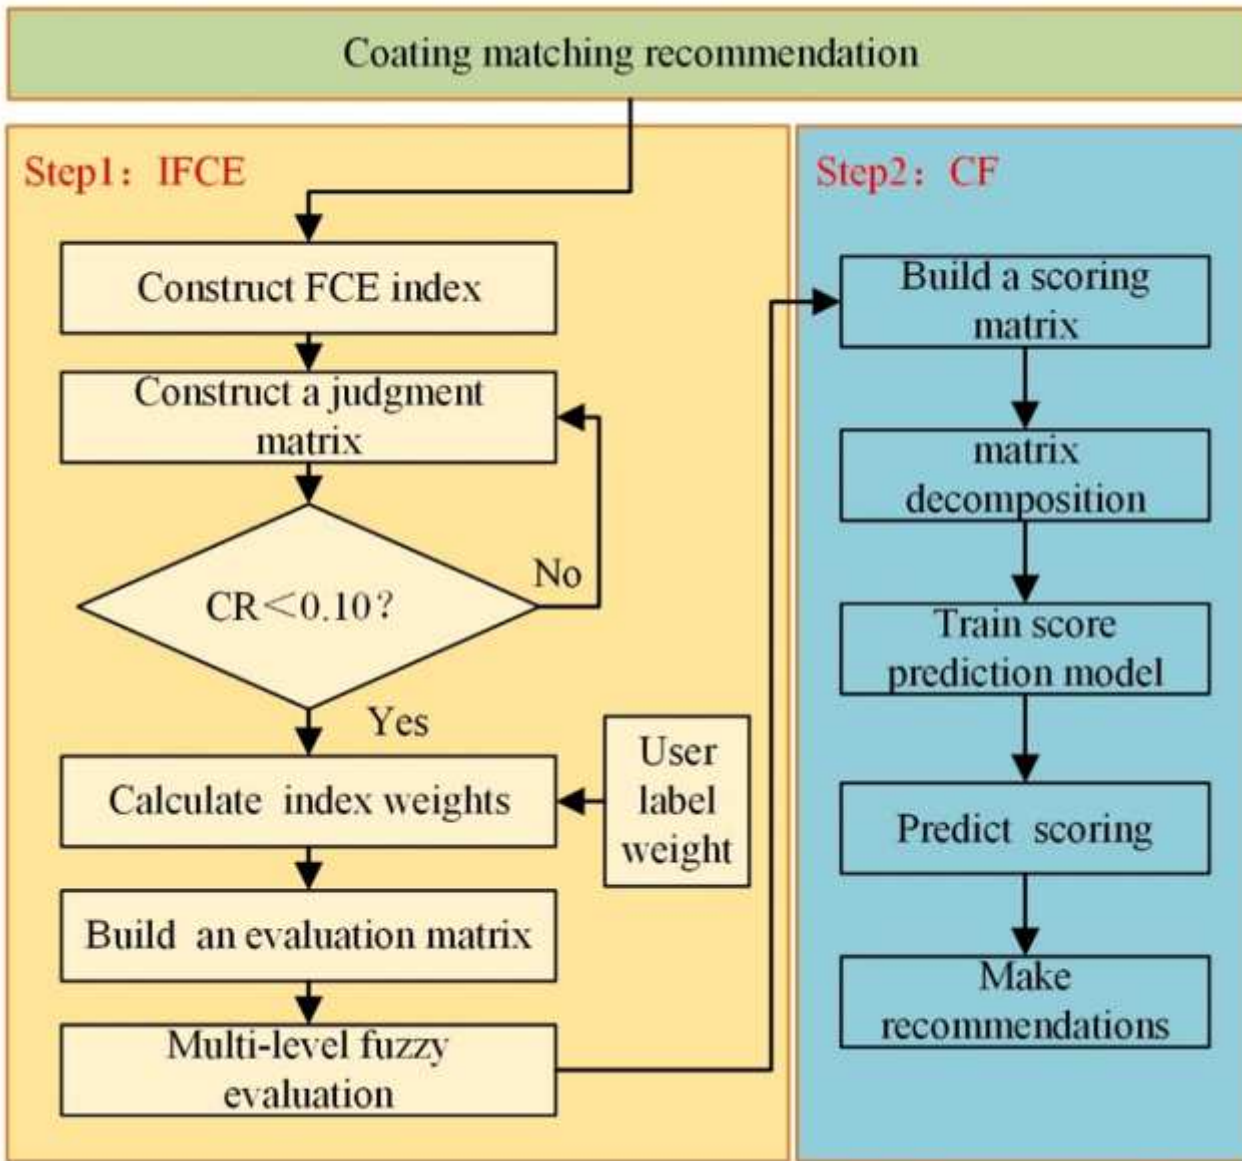 Coating matching recommendation
Step1：IFCE
Construct FCE index
Construct a judgment
matrix
CR＜0.10？
No
Yes
User
label
weight
Calculate index weights
Build an evaluation matrix
Multi-level fuzzy
evaluation
Step2：CF
Build a scoring
matrix
matrix
decomposition
Train score
prediction model
Predict scoring
Make
recommendations